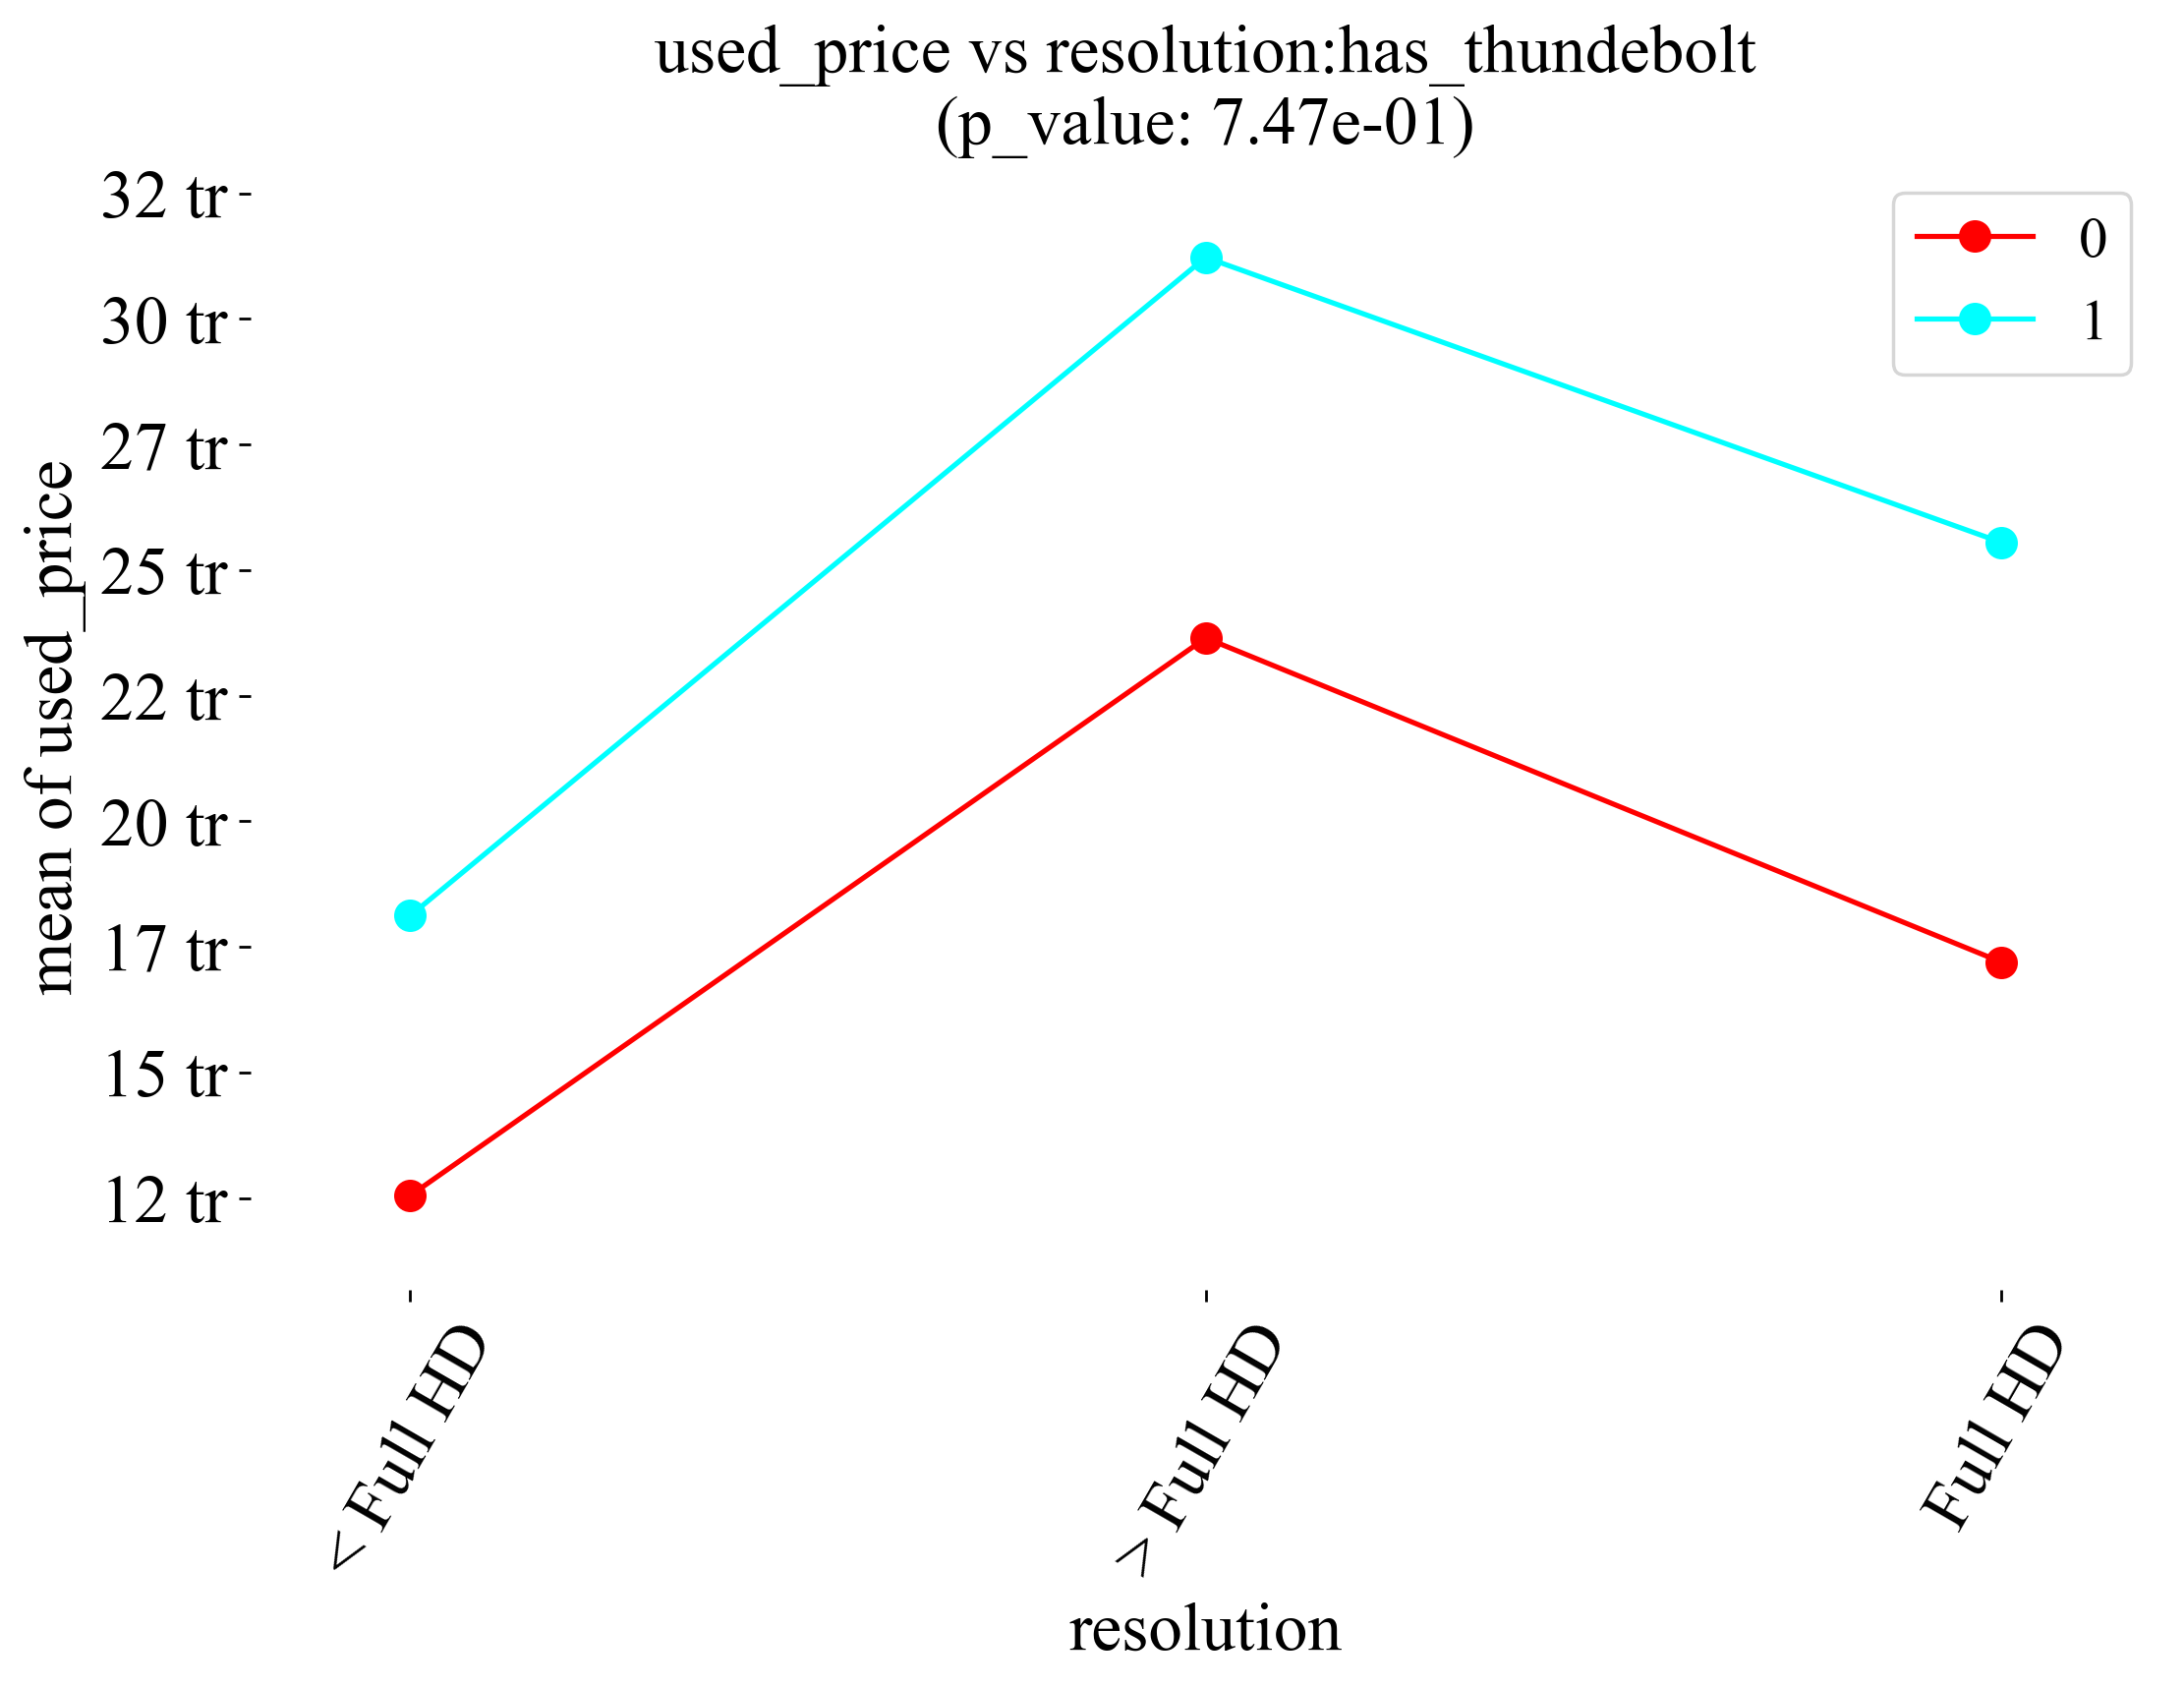 used_price vs resolution:has_thundebolt
(p_value: 7.47e-01)
32 tr
30 tr
27 tr
25 tr
22 tr
20 tr
17 tr
15 tr
12 tr
mean of used_price
0
1
< Full HD
> Full HD
Full HD
resolution